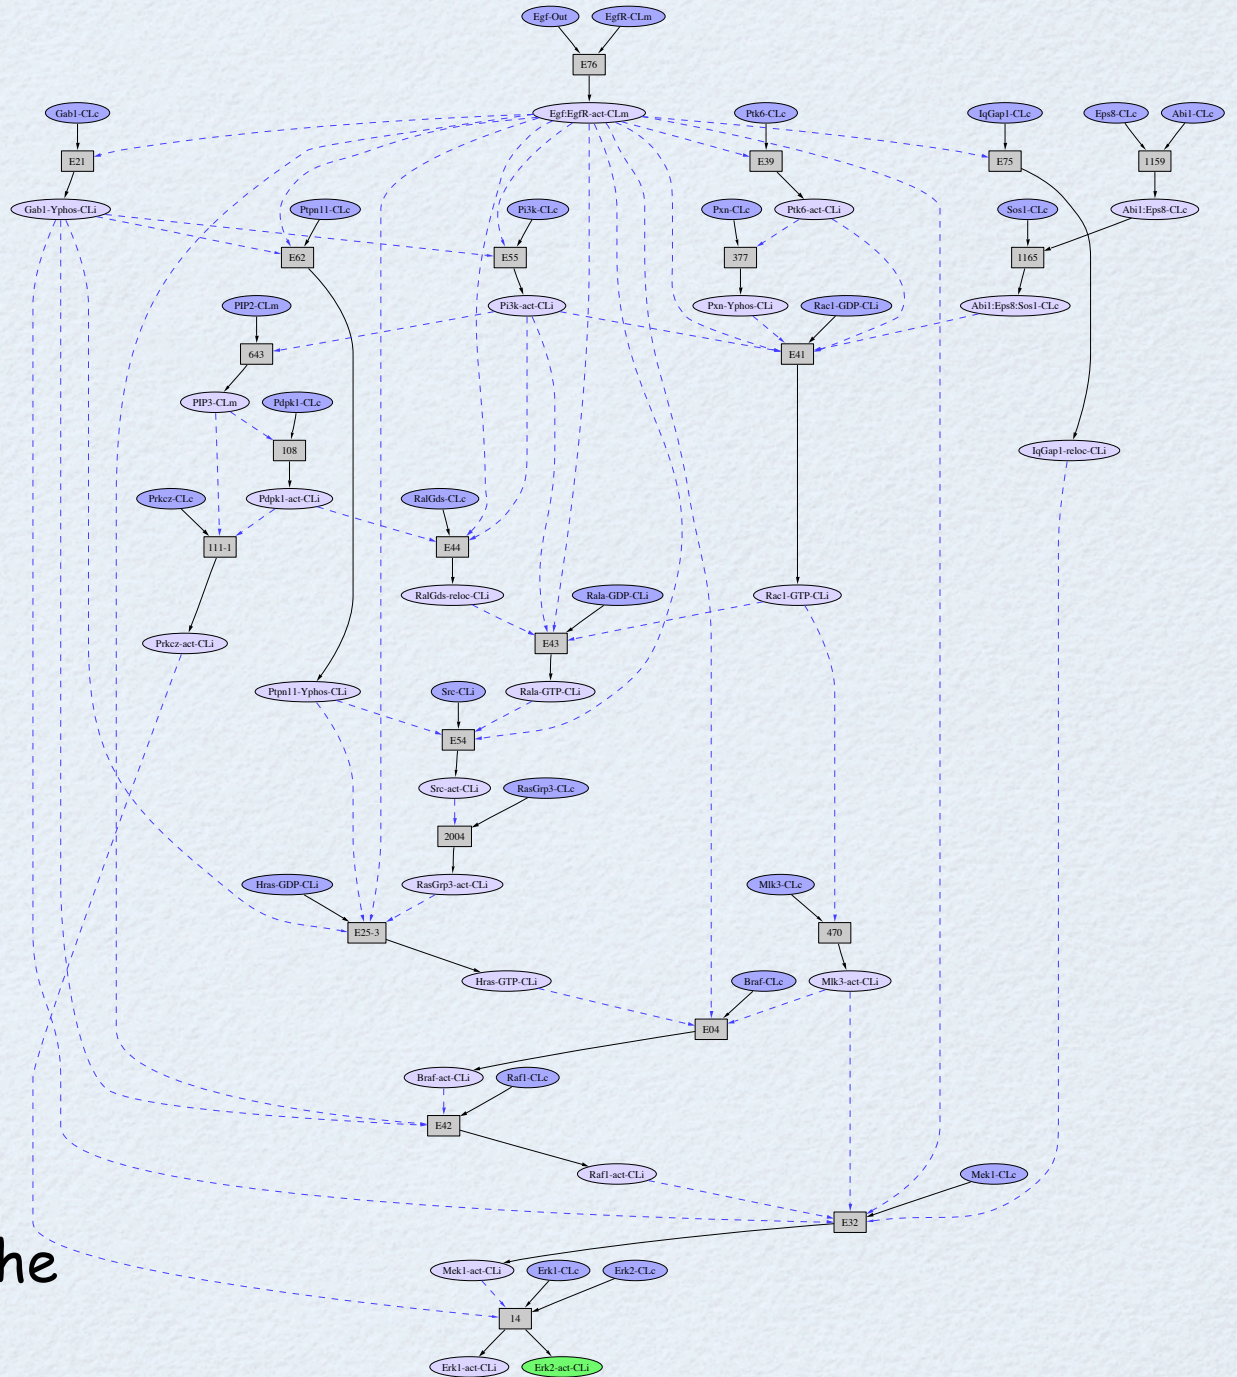 Egf-Out EgfR-CLm
E76
Gab1-CLc Egf:EgfR-act-CLm Ptk6-CLc IqGap1-CLc Eps8-CLc Abi1-CLc
E21 E39 E75 1159
Gab1-Yphos-CLi Ptpn11-CLc Pi3k-CLc Pxn-CLc Ptk6-act-CLi Sos1-CLc Abi1:Eps8-CLc
E62 E55 377 1165
PIP2-CLm Pi3k-act-CLi Pxn-Yphos-CLi Rac1-GDP-CLi Abi1:Eps8:Sos1-CLc
643 E41
PIP3-CLm Pdpk1-CLc
108 IqGap1-reloc-CLi
Prkcz-CLc Pdpk1-act-CLi RalGds-CLc
111-1 E44
RalGds-reloc-CLi Rala-GDP-CLi Rac1-GTP-CLi
Prkcz-act-CLi E43
Ptpn11-Yphos-CLi Src-CLi Rala-GTP-CLi
E54
Src-act-CLi RasGrp3-CLc
2004
Hras-GDP-CLi RasGrp3-act-CLi Mlk3-CLc
E25-3 470
Hras-GTP-CLi Braf-CLc Mlk3-act-CLi
E04
Braf-act-CLi Raf1-CLc
E42
Raf1-act-CLi Mek1-CLc
E32
he
Mek1-act-CLi Erk1-CLc Erk2-CLc
14
Erk1-act-CLi Erk2-act-CLi